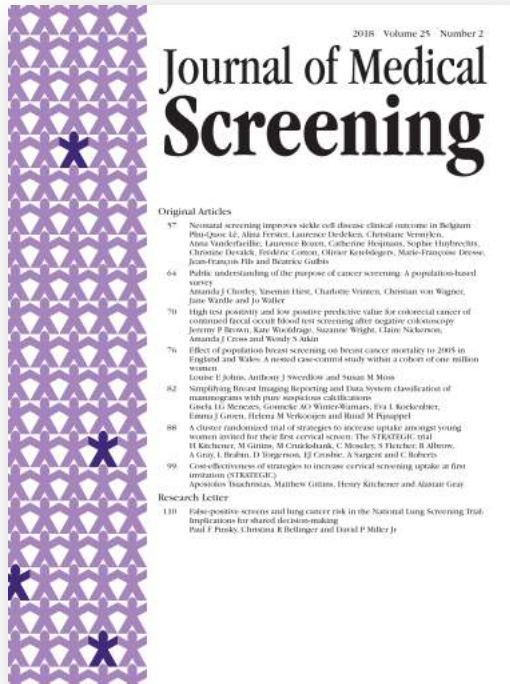 2018 Volume 25 Number 2
Journal of Medical
Screening
Original Articles
57 Neonatal screening improves sickle cell disease clinical outcome in Belgium
Phu-Quoc Lê, Alina Ferster, Laurence Dedeken, Christiane Vermylen,
Anna Vanderfaeillie, Laurence Rozen, Catherine Heijmans, Sophie Huybrechts,
Christine Devalck, Frédéric Cotton, Olivier Ketelslegers, Marie-Françoise Dresse,
Jean-François Fils and Béatrice Gulbis
64 Public understanding of the purpose of cancer screening: A population-based
survey
Amanda J Chorley, Yasemin Hirst, Charlotte Vrinten, Christian von Wagner,
Jane Wardle and Jo Waller
70 High test positivity and low positive predictive value for colorectal cancer of
continued faecal occult blood test screening after negative colonoscopy
Jeremy P Brown, Kate Wooldrage, Suzanne Wright, Claire Nickerson,
Amanda J Cross and Wendy S Atkin
76 Effect of population breast screening on breast cancer mortality to 2005 in
England and Wales: A nested case-control study within a cohort of one million
women
Louise E Johns, Anthony J Swerdlow and Susan M Moss
82 Simplifying Breast Imaging Reporting and Data System classification of
mammograms with pure suspicious calcifications
Gisela LG Menezes, Gonneke AO Winter-Warnars, Eva L Koekenbier,
Emma J Groen, Helena M Verkooijen and Ruud M Pijnappel
88 A cluster randomized trial of strategies to increase uptake amongst young
women invited for their first cervical screen: The STRATEGIC trial
H Kitchener, M Gittins, M Cruickshank, C Moseley, S Fletcher, R Albrow,
A Gray, L Brabin, D Torgerson, EJ Crosbie, A Sargent and C Roberts
99 Cost-effectiveness of strategies to increase cervical screening uptake at first
invitation (STRATEGIC)
Apostolos Tsiachristas, Matthew Gittins, Henry Kitchener and Alastair Gray
Research Letter
110 False-positive screens and lung cancer risk in the National Lung Screening Trial:
Implications for shared decision-making
Paul F Pinsky, Christina R Bellinger and David P Miller Jr